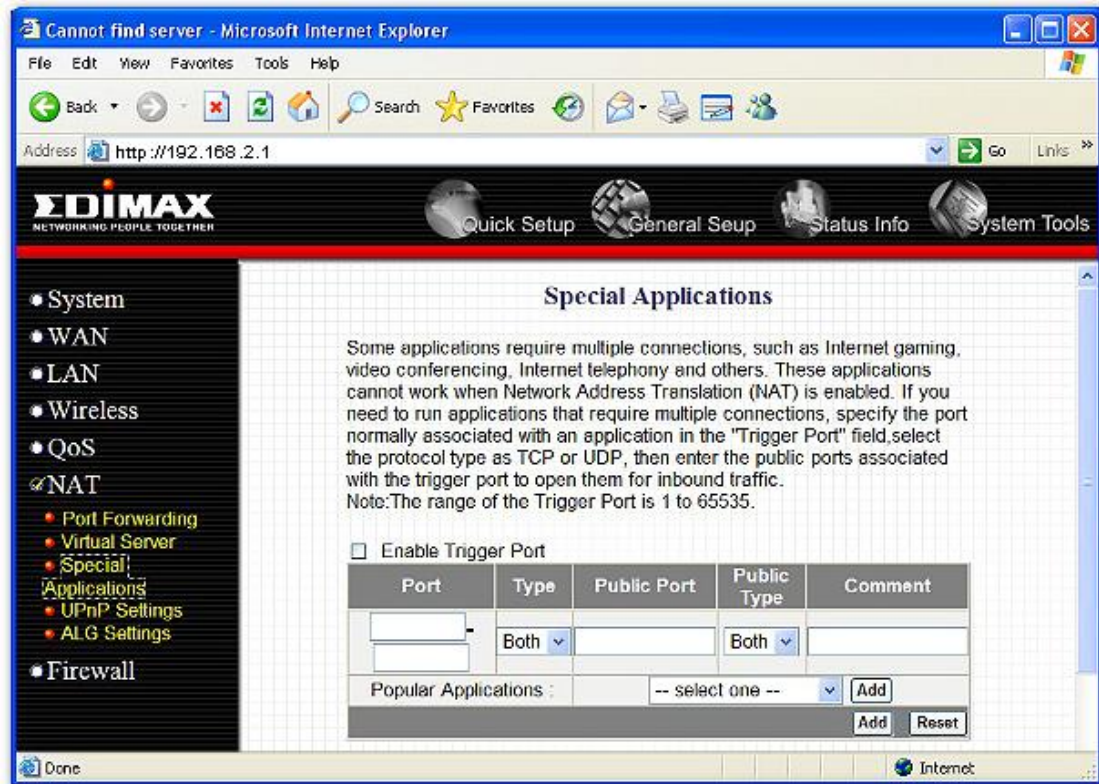 Cannot find server - Microsoft Internet Explorer
File Edit View Favorites Tools Help
Back Search Favorites
Address http://192.168.2.1 Go Links »
EDIMAX
NETWORKING PEOPLE TOGETHER
Quick Setup General Seup Status Info System Tools
System
WAN
LAN
Wireless
QoS
NAT
Port Forwarding
Virtual Server
Special
Applications
UPnP Settings
ALG Settings
Firewall
Special Applications
Some applications require multiple connections, such as Internet gaming,
video conferencing, Internet telephony and others. These applications
cannot work when Network Address Translation (NAT) is enabled. If you
need to run applications that require multiple connections, specify the port
normally associated with an application in the "Trigger Port" field,select
the protocol type as TCP or UDP, then enter the public ports associated
with the trigger port to open them for inbound traffic.
Note:The range of the Trigger Port is 1 to 65535.
Enable Trigger Port
Port Type Public Port Public Type Comment
- Both Both
Popular Applications : -- select one -- Add
Add Reset
Done Internet